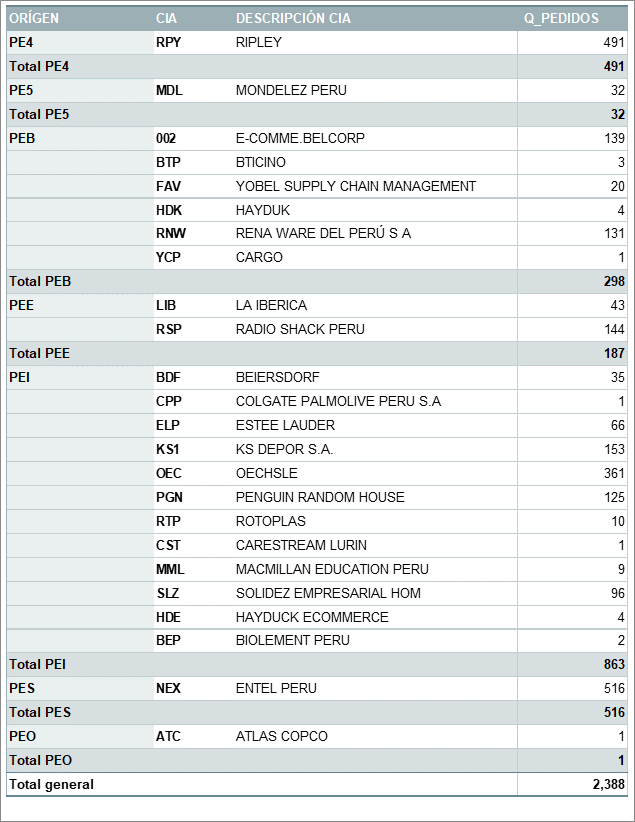 ORÍGEN CIA DESCRIPCIÓN CIA Q_PEDIDOS
PE4 RPY RIPLEY 491
Total PE4 491
PE5 MDL MONDELEZ PERU 32
Total PE5 32
PEB 002 E-COMME.BELCORP 139
BTP BTICINO 3
FAV YOBEL SUPPLY CHAIN MANAGEMENT 20
HDK HAYDUK 4
RNW RENA WARE DEL PERÚ S A 131
YCP CARGO 1
Total PEB 298
PEE LIB LA IBERICA 43
RSP RADIO SHACK PERU 144
Total PEE 187
PEI BDF BEIERSDORF 35
CPP COLGATE PALMOLIVE PERU S.A 1
ELP ESTEE LAUDER 66
KS1 KS DEPOR S.A. 153
OEC OECHSLE 361
PGN PENGUIN RANDOM HOUSE 125
RTP ROTOPLAS 10
CST CARESTREAM LURIN 1
MML MACMILLAN EDUCATION PERU 9
SLZ SOLIDEZ EMPRESARIAL HOM 96
HDE HAYDUCK ECOMMERCE 4
BEP BIOLEMENT PERU 2
Total PEI 863
PES NEX ENTEL PERU 516
Total PES 516
PEO ATC ATLAS COPCO 1
Total PEO 1
Total general 2,388